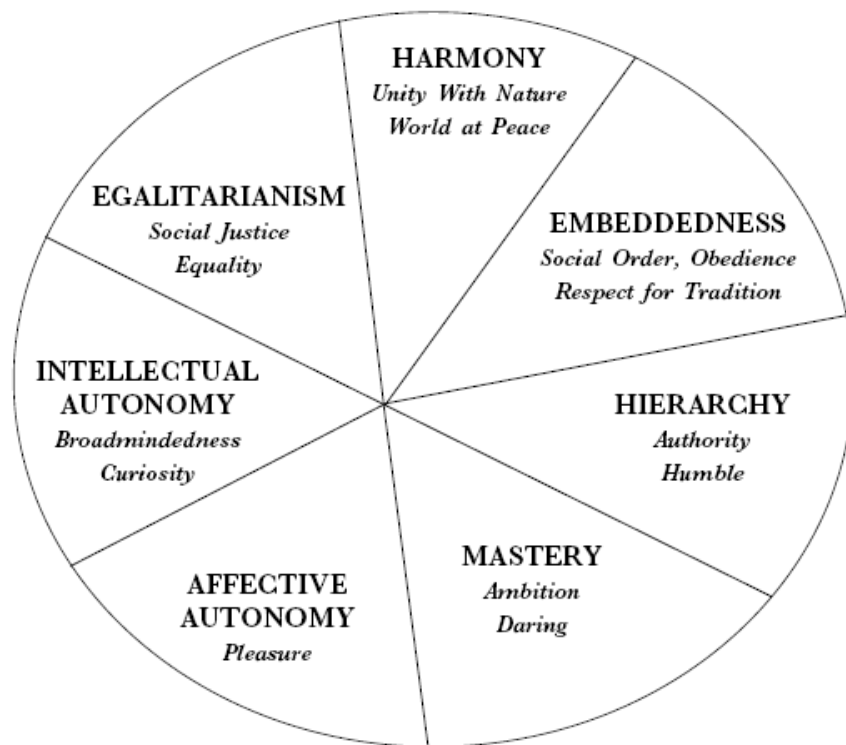 HARMONY
Unity With Nature
World at Peace
EMBEDDEDNESS
Social Order, Obedience
Respect for Tradition
HIERARCHY
Authority
Humble
MASTERY
Ambition
Daring
AFFECTIVE
AUTONOMY
Pleasure
INTELLECTUAL
AUTONOMY
Broadmindedness
Curiosity
EGALITARIANISM
Social Justice
Equality